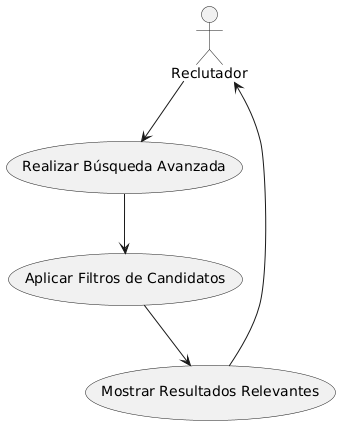 Reclutador
Realizar Búsqueda Avanzada
Aplicar Filtros de Candidatos
Mostrar Resultados Relevantes